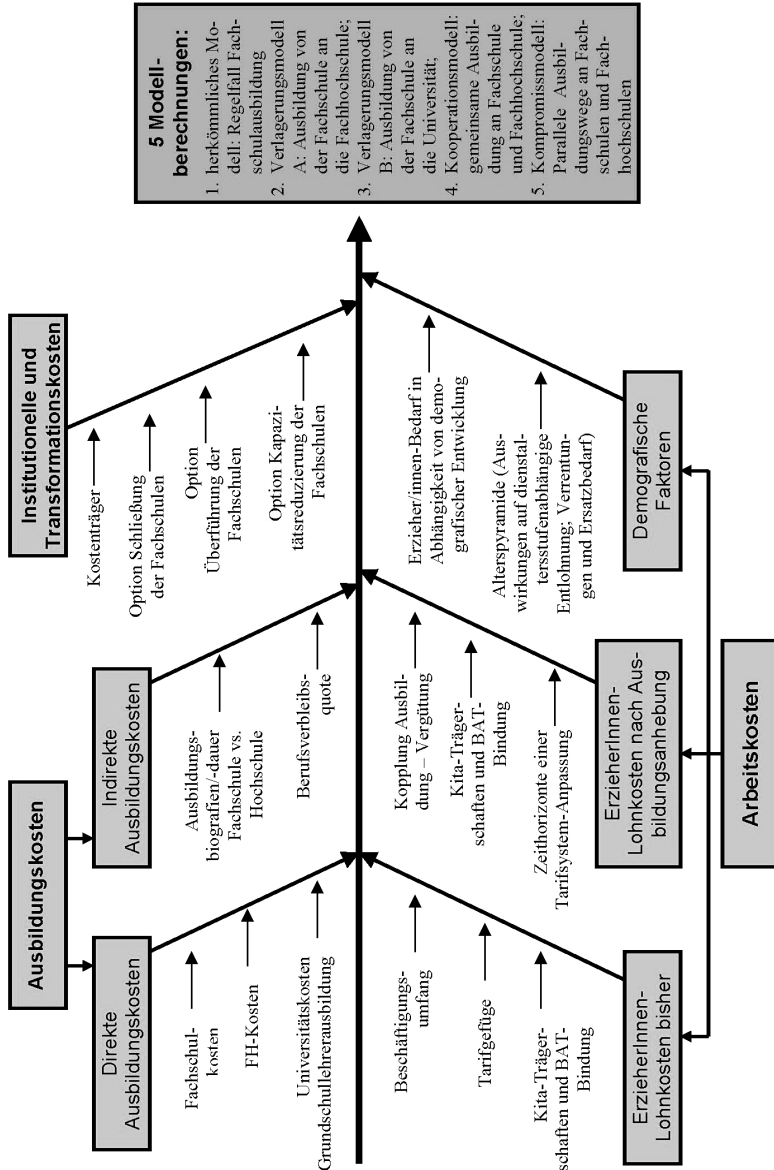 Ausbildungskosten
Direkte
Ausbildungskosten
Fachschul-
kosten
FH-Kosten
Universitätskosten
Grundschullehrerausbildung
Indirekte
Ausbildungskosten
Ausbildungs-
biografien/-dauer
Fachschule vs.
Hochschule
Berufsverbleibs-
quote
Institutionelle und
Transformationskosten
Kostenträger
Option Schließung
der Fachschulen
Option
Überführung der
Fachschulen
Option Kapazi-
tätsreduzierung der
Fachschulen
Beschäftigungs-
umfang
Tarifgefüge
Kita-Träger-
schaften und BAT-
Bindung
ErzieherInnen-
Lohnkosten bisher
Kopplung Ausbil-
dung – Vergütung
Kita-Träger-
schaften und BAT-
Bindung
Zeithorizonte einer
Tarifsystem-Anpassung
ErzieherInnen-
Lohnkosten nach Aus-
bildungsanhebung
Erzieher/innen-Bedarf in
Abhängigkeit von demo-
grafischer Entwicklung
Alterspyramide (Aus-
wirkungen auf dienstal-
tersstufenabhängige
Entlohnung; Verrentun-
gen und Ersatzbedarf)
Demografische
Faktoren
Arbeitskosten
5 Modell-
berechnungen:
1. herkömmliches Mo-
dell: Regelfall Fach-
schulausbildung
2. Verlagerungsmodell
A: Ausbildung von
der Fachschule an
die Fachhochschule;
3. Verlagerungsmodell
B: Ausbildung von
der Fachschule an
die Universität;
4. Kooperationsmodell:
gemeinsame Ausbil-
dung an Fachschule
und Fachhochschule;
5. Kompromissmodell:
Parallele Ausbil-
dungswege an Fach-
schulen und Fach-
hochschulen